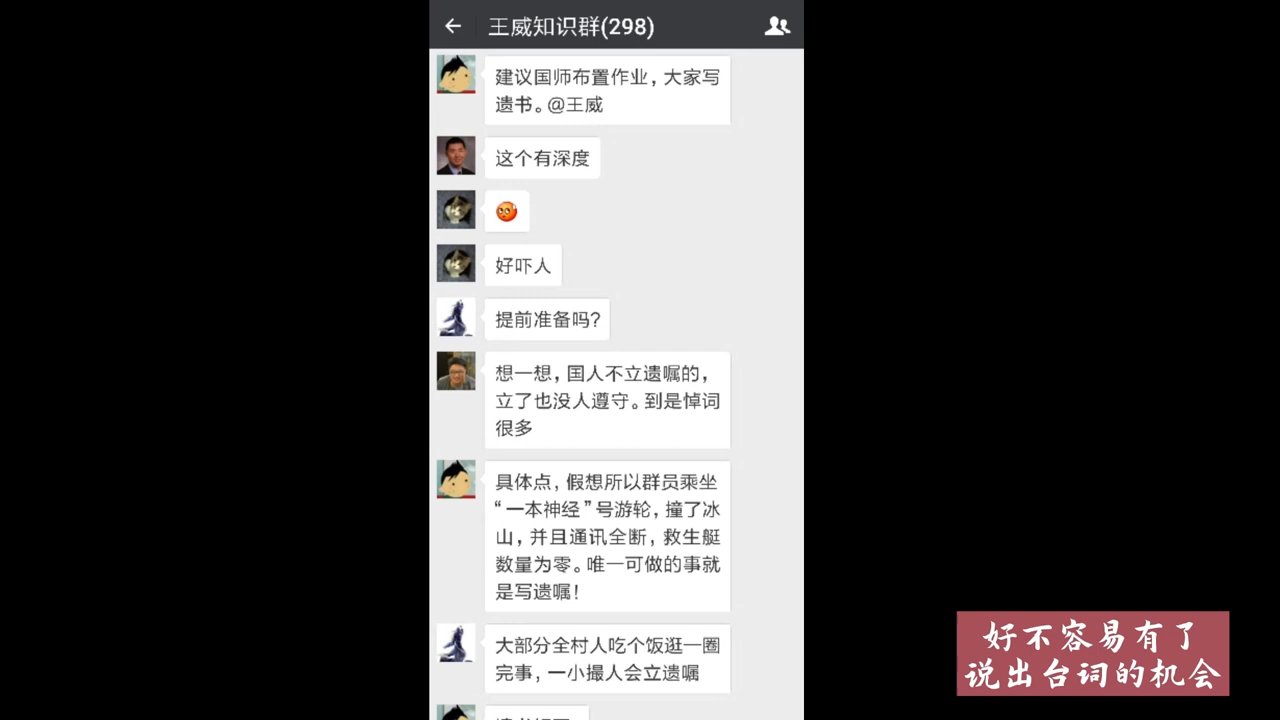 王威知识群(298)
建议国师布置作业，大家写
遗书。@王威
这个有深度
好吓人
提前准备吗?
想一想，国人不立遗嘱的，
立了也没人遵守。到是悼词
很多
具体点，假想所以群员乘坐
“一本神经”号游轮，撞了冰
山，并且通讯全断，救生艇
数量为零。唯一可做的事就
是写遗嘱！
大部分全村人吃个饭逛一圈
完事，一小撮人会立遗嘱
好不容易有了
说出台词的机会